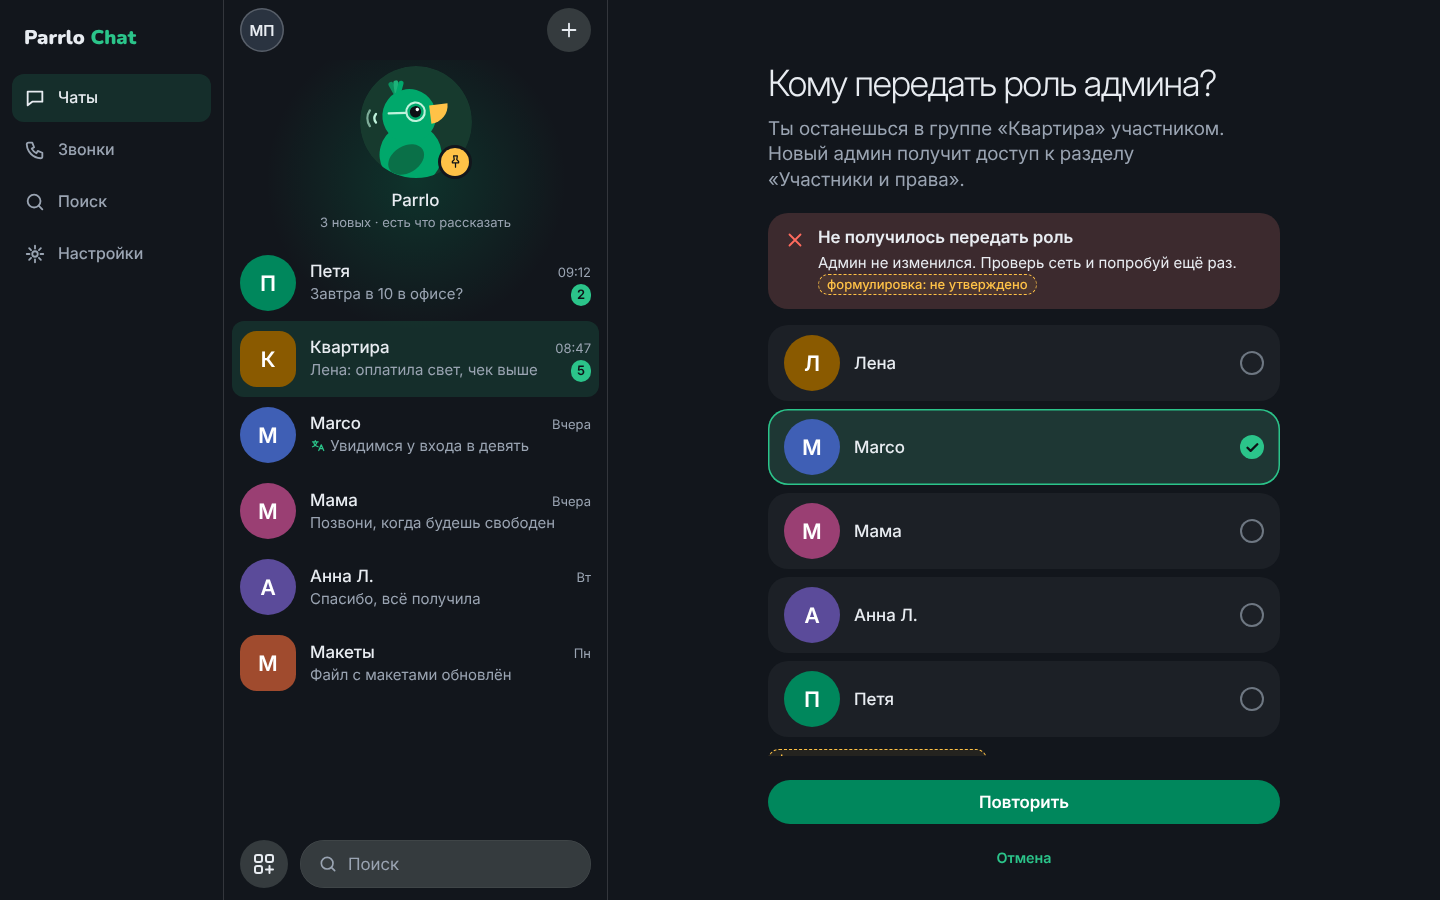 Parrlo Chat
Чаты
Звонки
Поиск
Настройки
МП
Parrlo
3 новых · есть что рассказать
П
Петя
09:12
Завтра в 10 в офисе?
2
К
Квартира
08:47
Лена: оплатила свет, чек выше
5
M
Marco
Вчера
Увидимся у входа в девять
М
Мама
Вчера
Позвони, когда будешь свободен
А
Анна Л.
Вт
Спасибо, всё получила
М
Макеты
Пн
Файл с макетами обновлён
Поиск
Кому передать роль админа?
Ты останешься в группе «Квартира» участником.
Новый админ получит доступ к разделу
«Участники и права».
Не получилось передать роль
Админ не изменился. Проверь сеть и попробуй ещё раз.
формулировка: не утверждено
Л
Лена
M
Marco
М
Мама
А
Анна Л.
П
Петя
Повторить
Отмена